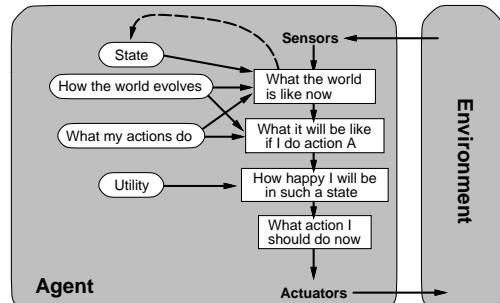 Sensors
State
How the world evolves
What my actions do
Utility
What the world
is like now
What it will be like
if I do action A
How happy I will be
in such a state
What action I
should do now
Agent
Actuators
Environment